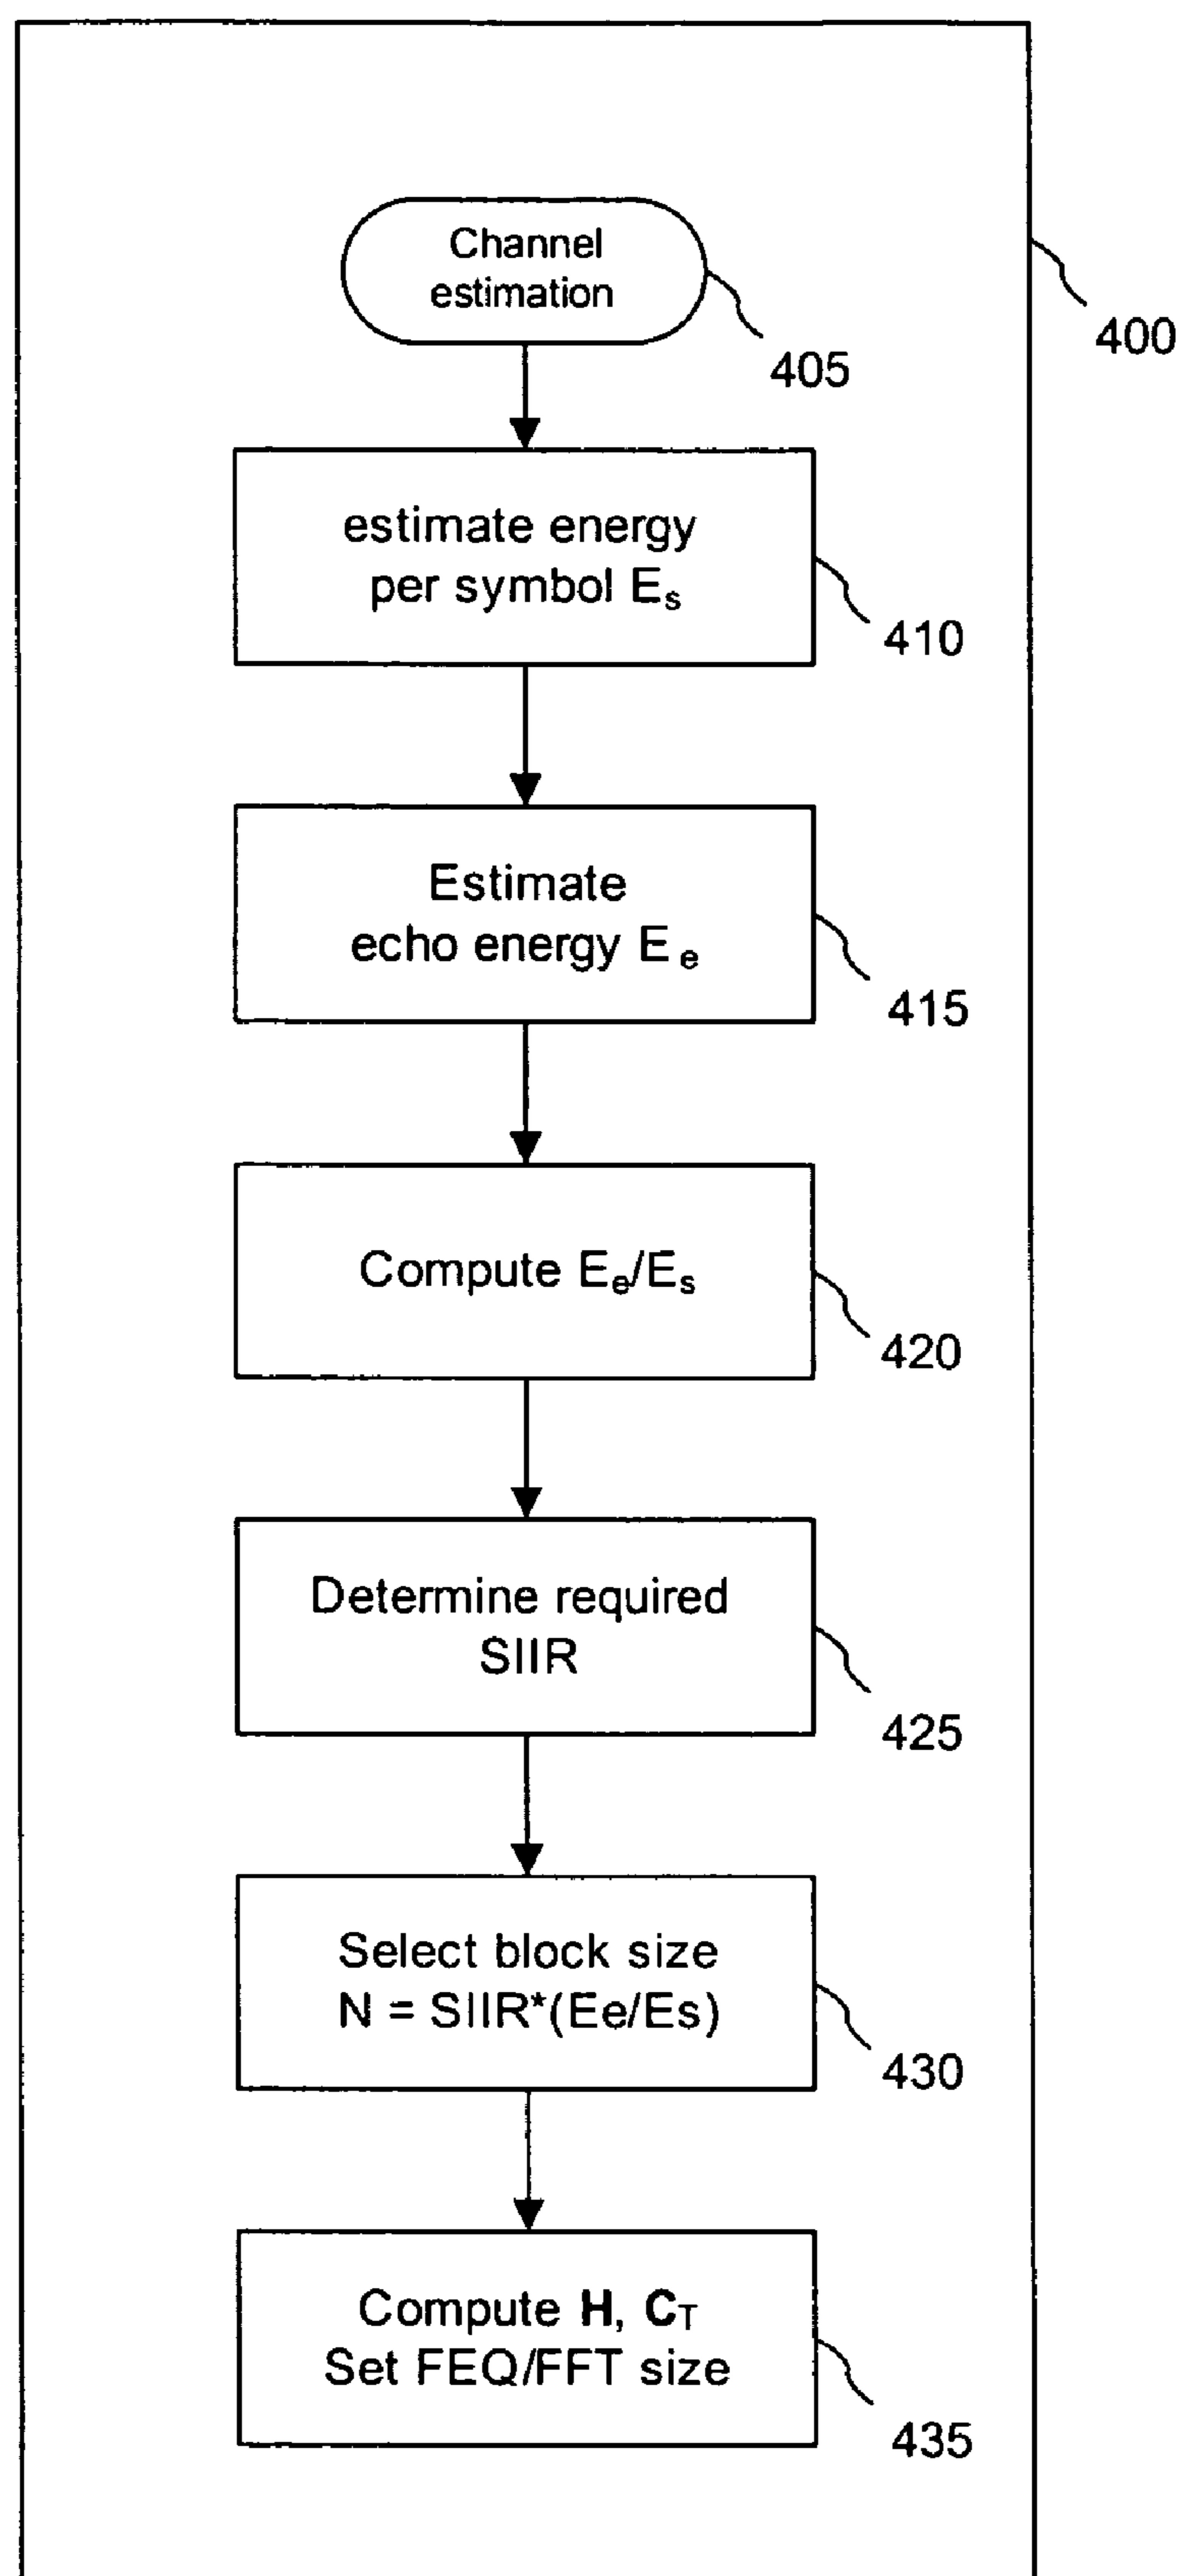 Channel
estimation
400
405
estimate energy
per symbol Es
410
Estimate
echo energy Ee
415
Compute Ee/Es
420
Determine required
SIIR
425
Select block size
N = SIIR*(Ee/Es)
430
Compute H, CT
Set FEQ/FFT size
435